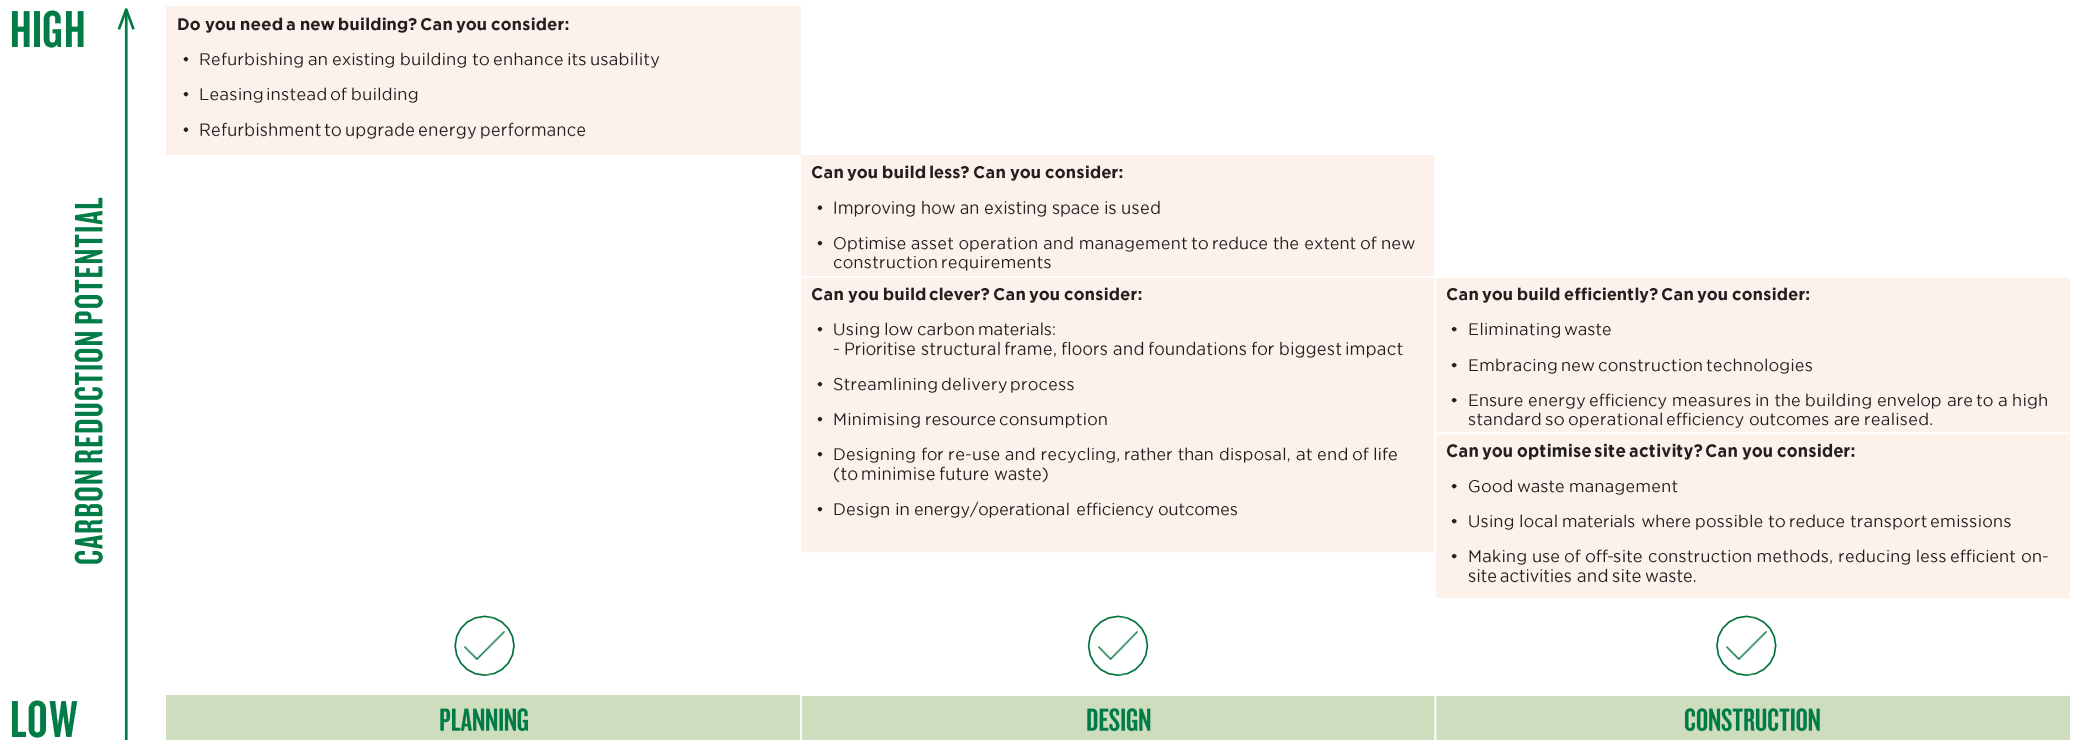 HIGH
CARBON REDUCTION POTENTIAL
LOW
Do you need a new building? Can you consider:
• Refurbishing an existing building to enhance its usability
• Leasing instead of building
• Refurbishment to upgrade energy performance
PLANNING
Can you build less? Can you consider:
• Improving how an existing space is used
• Optimise asset operation and management to reduce the extent of new
construction requirements
Can you build clever? Can you consider:
• Using low carbon materials:
- Prioritise structural frame, floors and foundations for biggest impact
• Streamlining delivery process
• Minimising resource consumption
• Designing for re-use and recycling, rather than disposal, at end of life
(to minimise future waste)
• Design in energy/operational efficiency outcomes
DESIGN
Can you build efficiently? Can you consider:
• Eliminating waste
• Embracing new construction technologies
• Ensure energy efficiency measures in the building envelop are to a high
standard so operational efficiency outcomes are realised.
Can you optimise site activity? Can you consider:
• Good waste management
• Using local materials where possible to reduce transport emissions
• Making use of off-site construction methods, reducing less efficient on-
site activities and site waste.
CONSTRUCTION